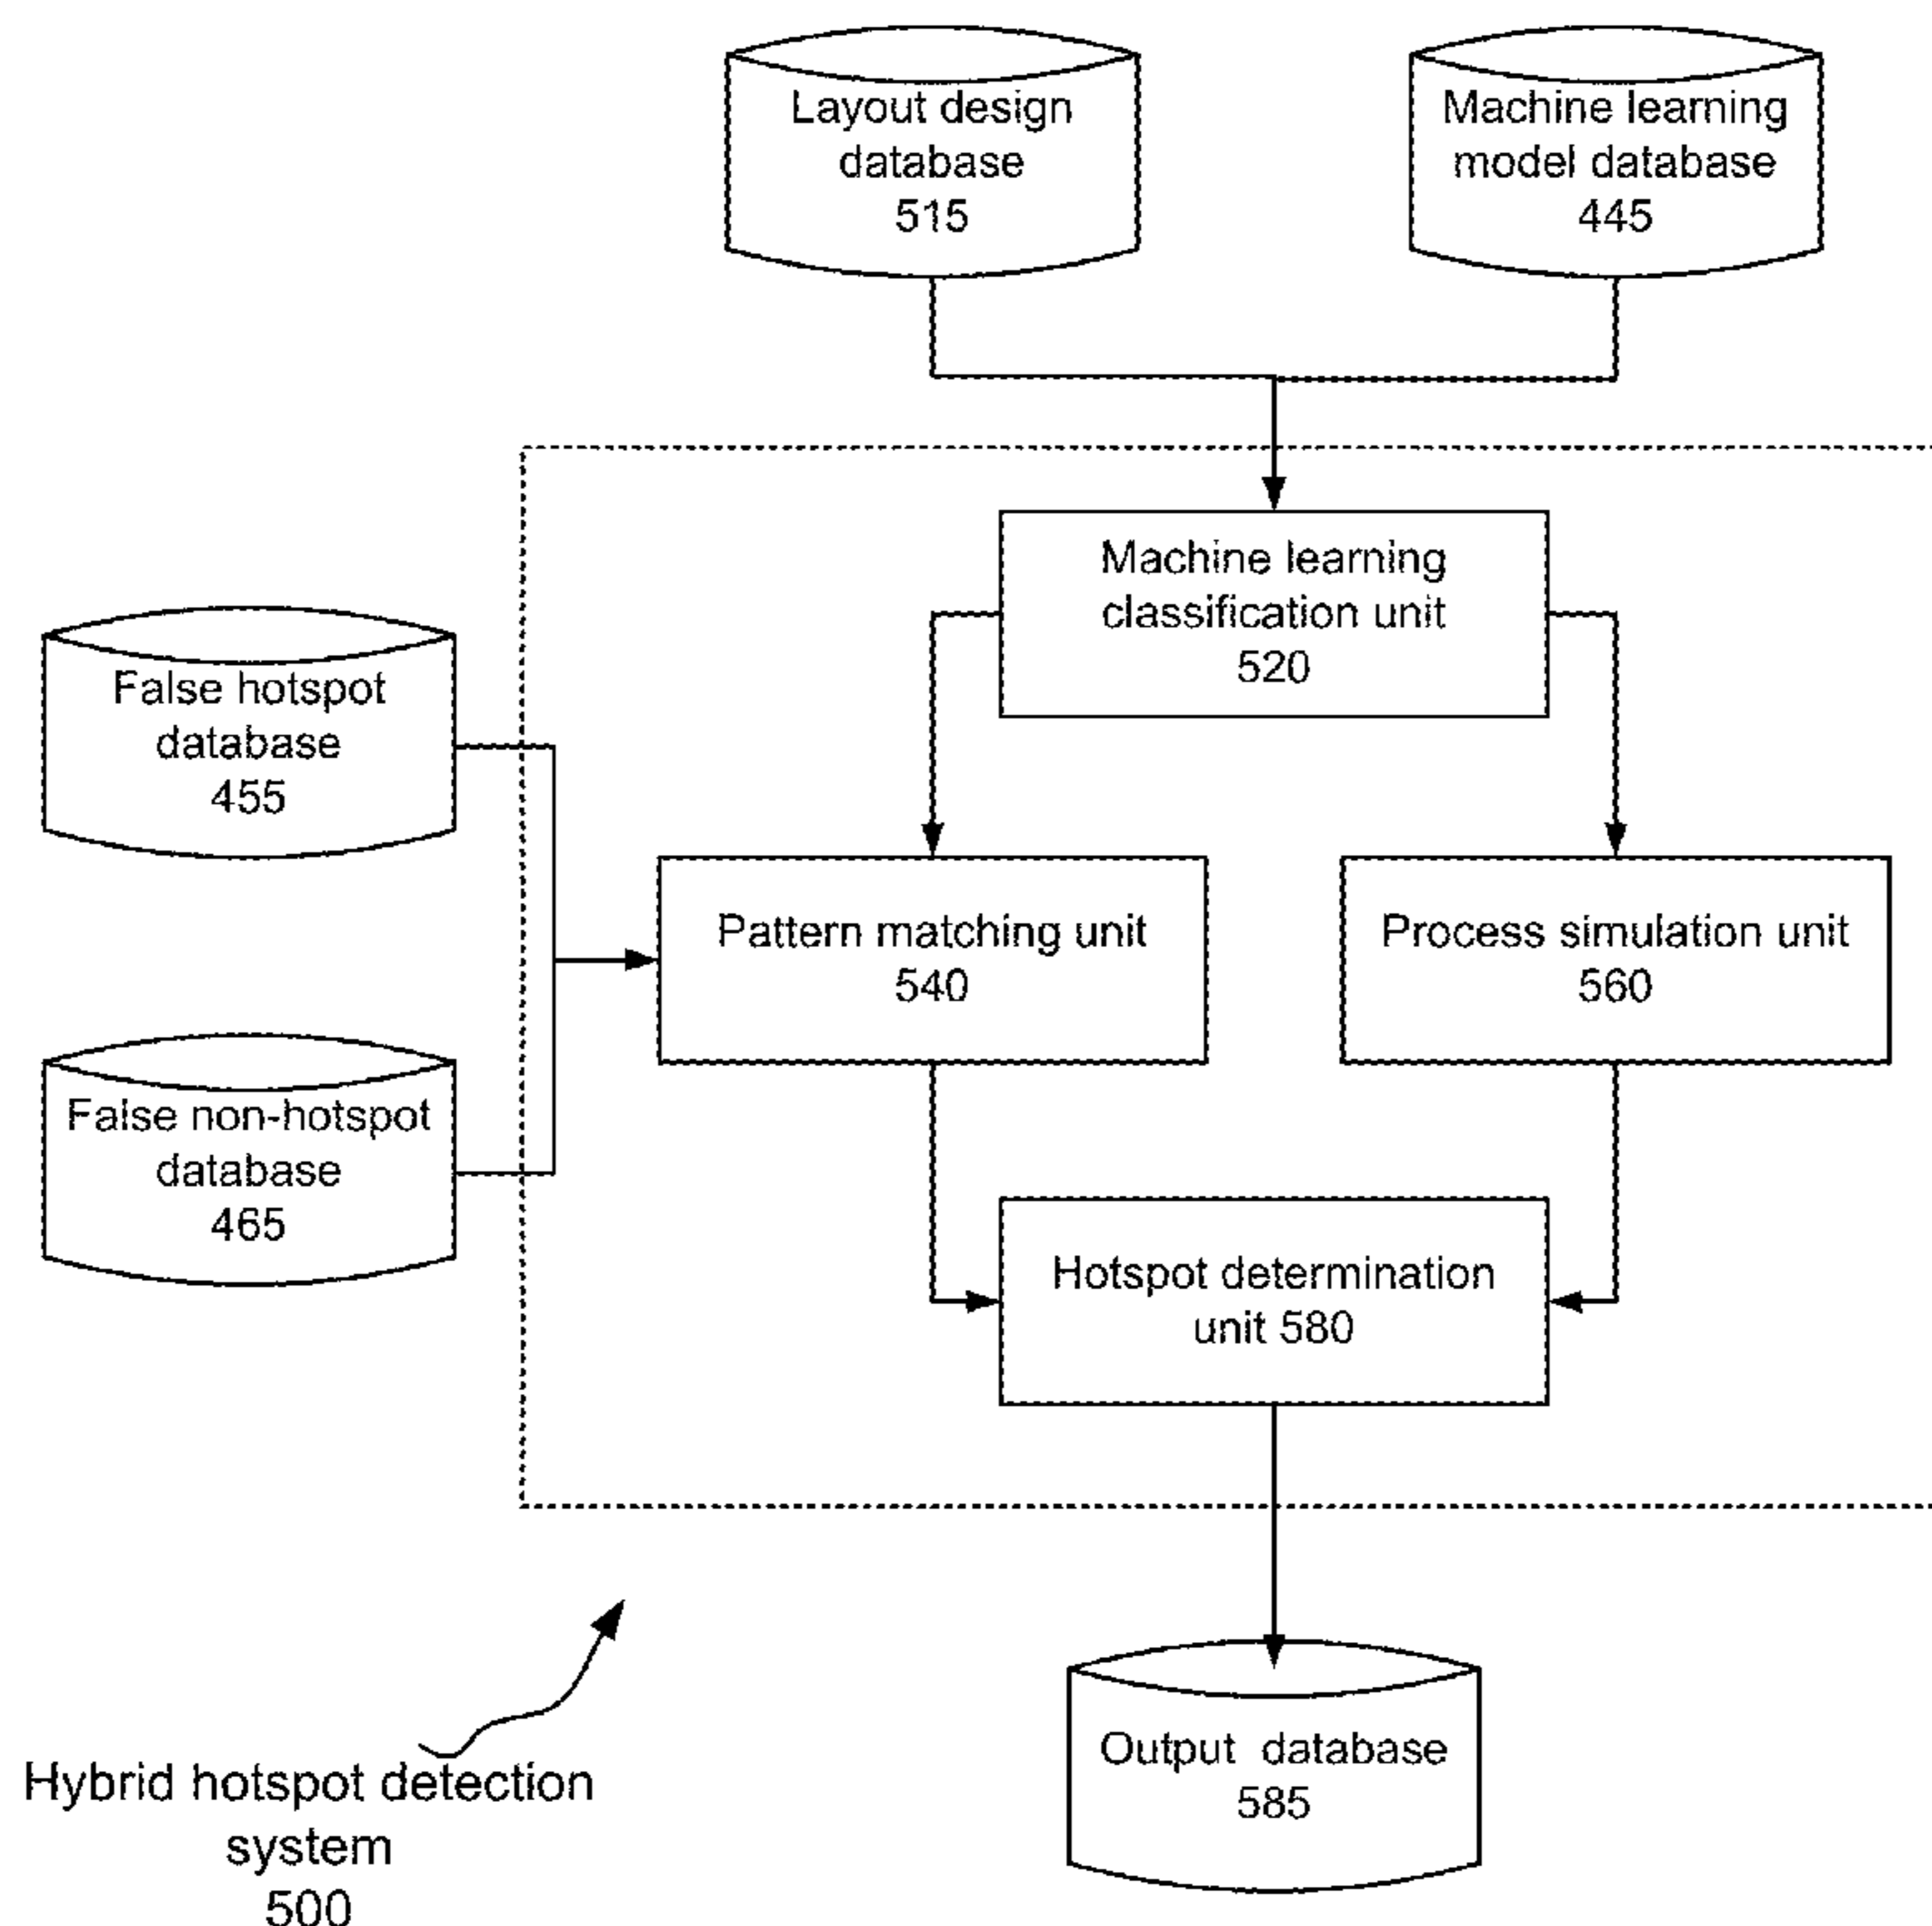 Layout design
database
515
Machine learning
model database
445
Machine learning
classification unit
520
False hotspot
database
455
Pattern matching unit
540
Process simulation unit
560
False non-hotspot
database
465
Hotspot determination
unit 580
Output database
585
Hybrid hotspot detection
system
500